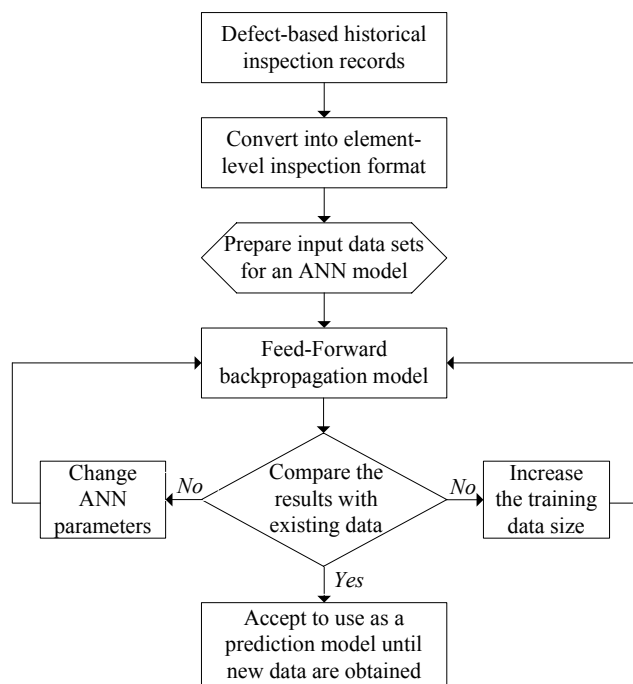 Defect-based historical
inspection records
Convert into element-
level inspection format
Prepare input data sets
for an ANN model
Feed-Forward
backpropagation model
Compare the
results with
existing data
No
Change
ANN
parameters
No
Increase
the training
data size
Yes
Accept to use as a
prediction model until
new data are obtained